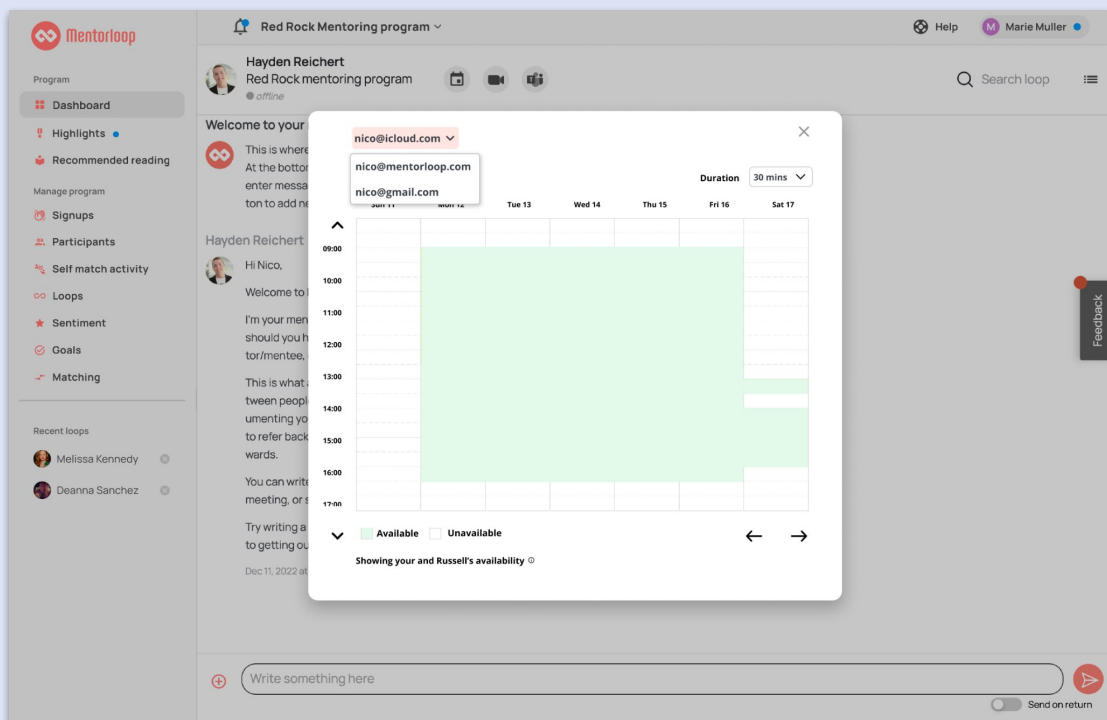 Mentorloop
Program
Dashboard
Highlights
Recommended reading
Manage program
Signups
Participants
Self match activity
Loops
Sentiment
Goals
Matching
Recent loops
Melissa Kennedy
Deanna Sanchez
Red Rock Mentoring program
Help
M Marie Muller
Hayden Reichert
Red Rock mentoring program
offline
Search loop
Welcome to your
This is where
At the bottom
enter messa
ton to add ne
Hayden Reichert
Hi Nico,
Welcome to
I'm your men
should you h
tor/mentee,
This is what
tween peopl
umenting yo
to refer back
wards.
You can write
meeting, or s
Try writing a
to getting ou
Dec 11, 2022 at
nico@icloud.com
nico@mentorloop.com
nico@gmail.com
Duration 30 mins
Sun 11 Mon 12 Tue 13 Wed 14 Thu 15 Fri 16 Sat 17
09:00
10:00
11:00
12:00
13:00
14:00
15:00
16:00
17:00
Available Unavailable
Showing your and Russell's availability
Feedback
Write something here
Send on return